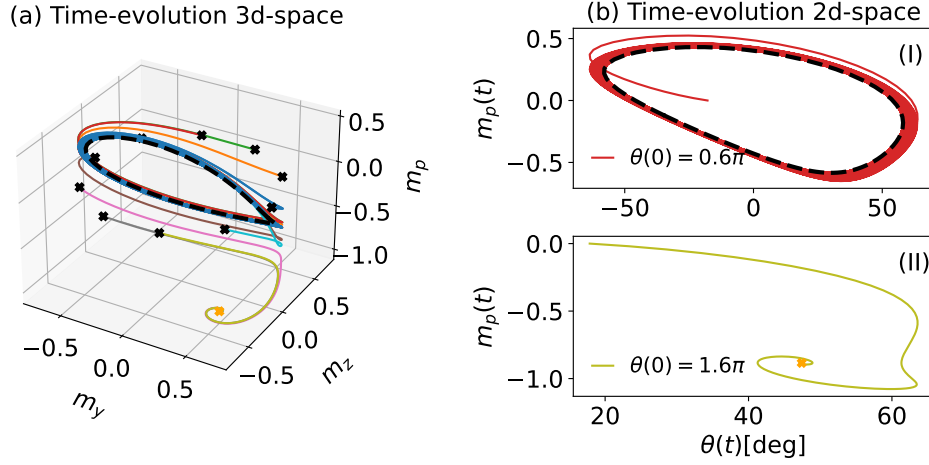 (a) Time-evolution 3d-space
0.5
0.0
−0.5
−1.0
m_p
−0.5
0.0
0.5
m_y
−0.5
0.0
0.5
m_z
(b) Time-evolution 2d-space
(I)
0.5
0.0
−0.5
m_p(t)
θ(0) = 0.6π
−50
0
50
(II)
0.0
−0.5
−1.0
m_p(t)
θ(0) = 1.6π
20
40
60
θ(t)[deg]